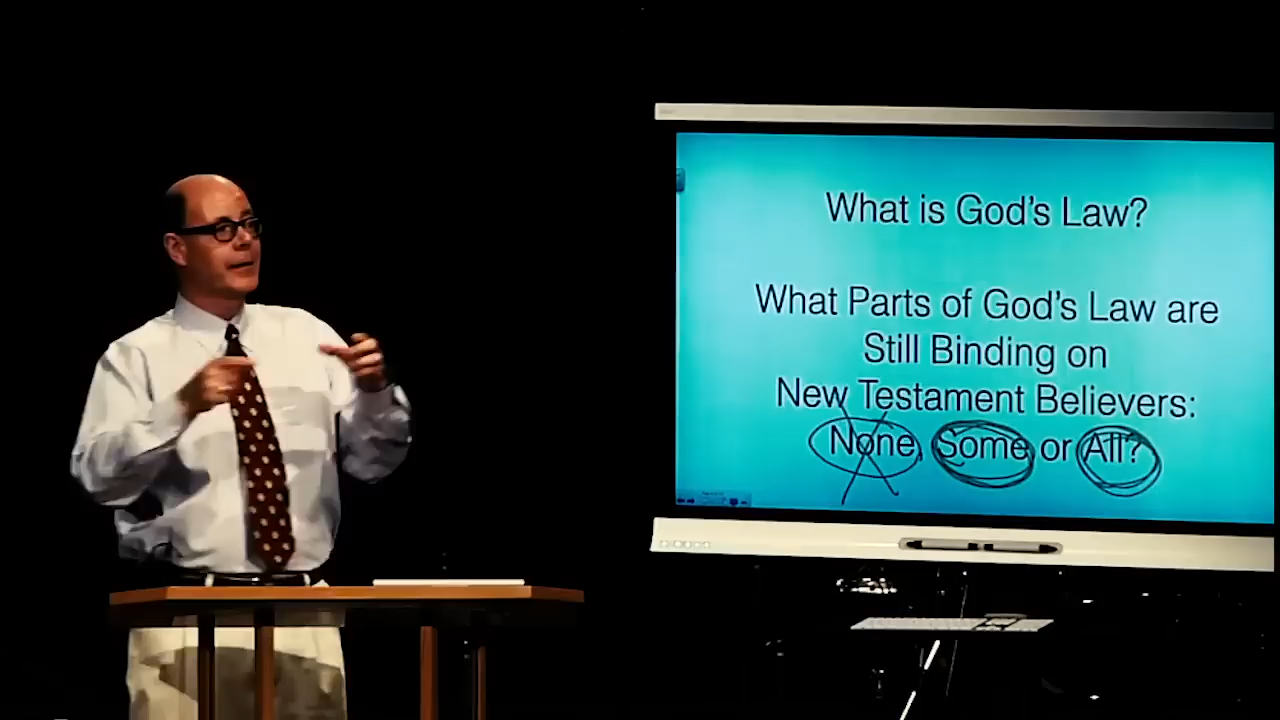 What is God's Law?
What Parts of God's Law are
Still Binding on
New Testament Believers:
None, Some or All?